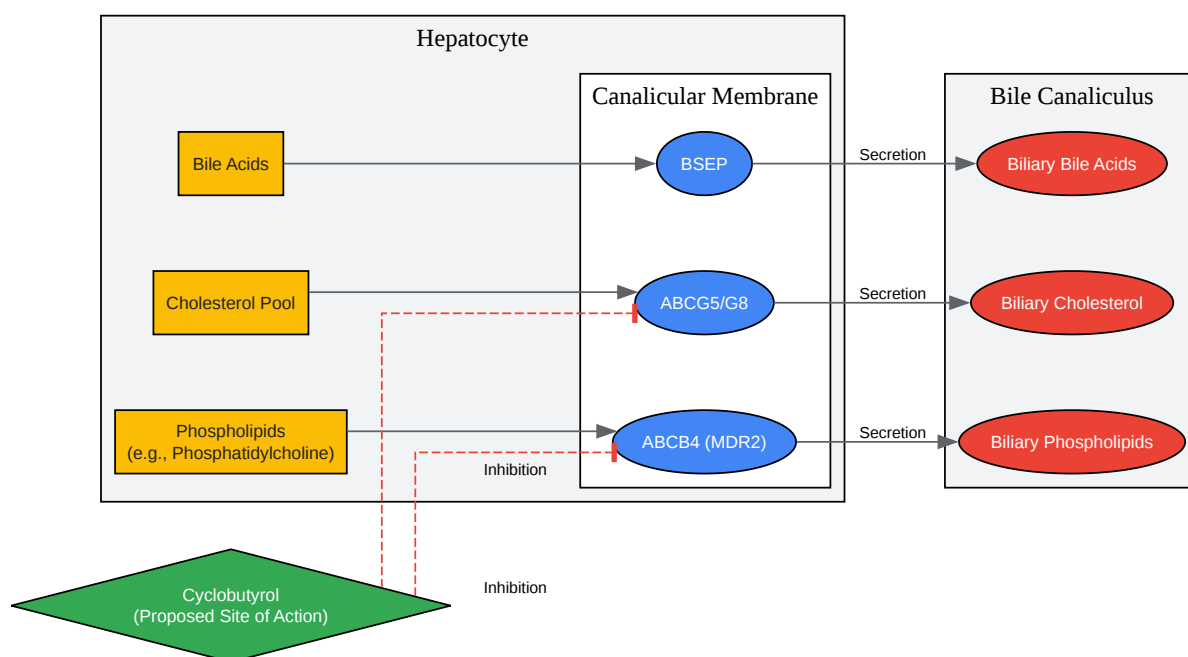 Hepatocyte
Canalicular Membrane
Bile Canaliculus
Bile Acids
BSEP
Secretion
Biliary Bile Acids
Cholesterol Pool
ABCG5/G8
Secretion
Biliary Cholesterol
Phospholipids
(e.g., Phosphatidylcholine)
ABCB4 (MDR2)
Secretion
Biliary Phospholipids
Inhibition
Inhibition
Cyclobutyrol
(Proposed Site of Action)